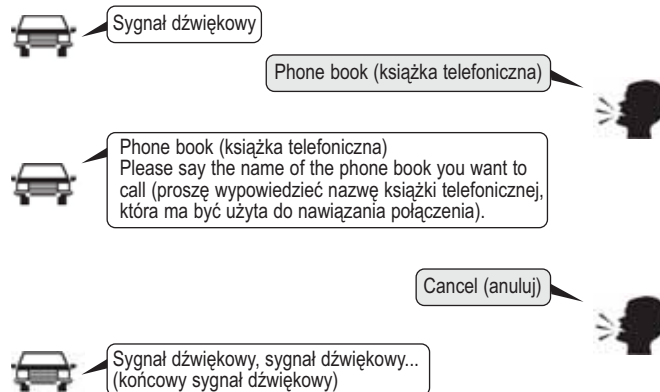 Sygnał dźwiękowy
Phone book (książka telefoniczna)
Phone book (książka telefoniczna)
Please say the name of the phone book you want to
call (proszę wypowiedzieć nazwę książki telefonicznej,
która ma być użyta do nawiązania połączenia).
Cancel (anuluj)
Sygnał dźwiękowy, sygnał dźwiękowy...
(końcowy sygnał dźwiękowy)